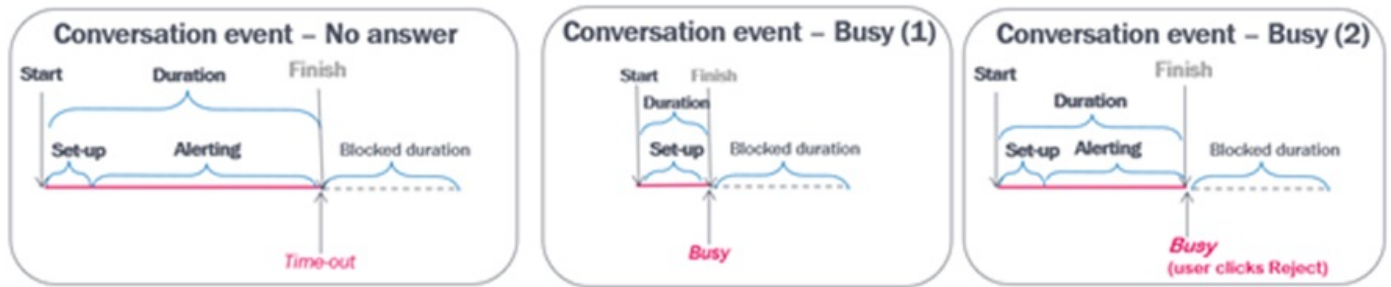 Conversation event – No answer
Start
Duration
Finish
Set-up
Alerting
Blocked duration
Time-out
Conversation event – Busy (1)
Start
Finish
Duration
Set-up
Blocked duration
Busy
Conversation event – Busy (2)
Start
Finish
Duration
Set-up
Alerting
Blocked duration
Busy
(user clicks Reject)